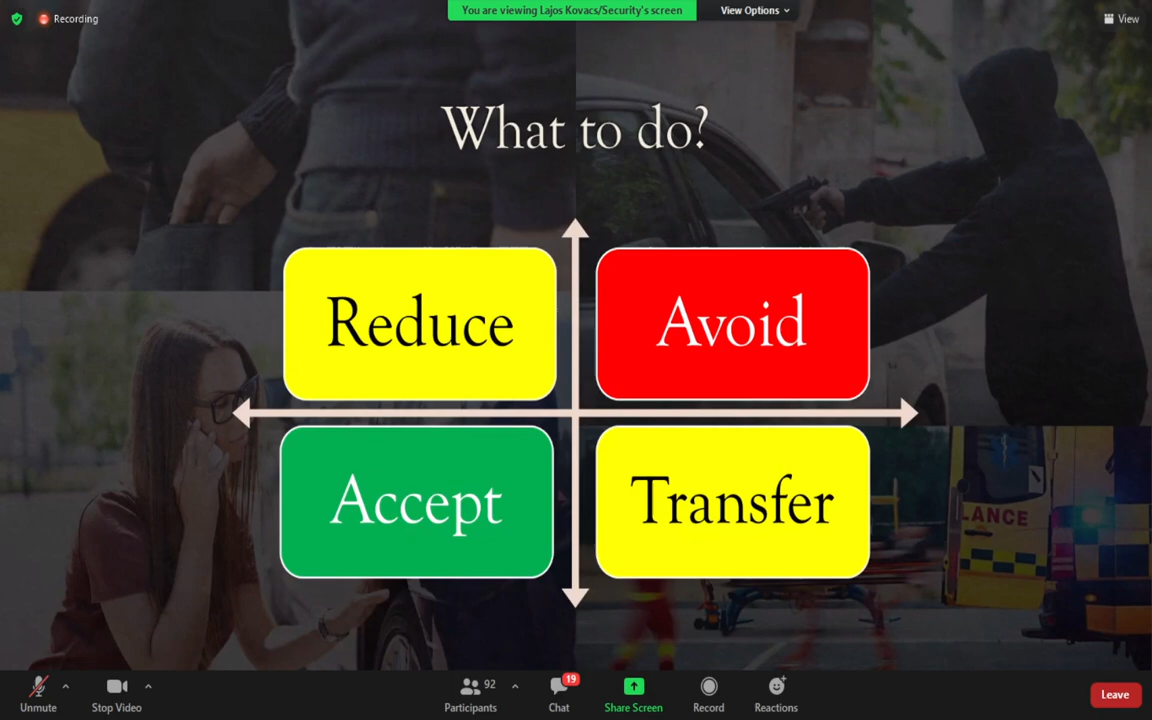 You are viewing Lajos Kovacs/Security's screen
View Options
Recording
View
What to do?
Reduce
Avoid
Accept
Transfer
LANCE
Unmute
Stop Video
92
Participants
19
Chat
Share Screen
Record
Reactions
Leave